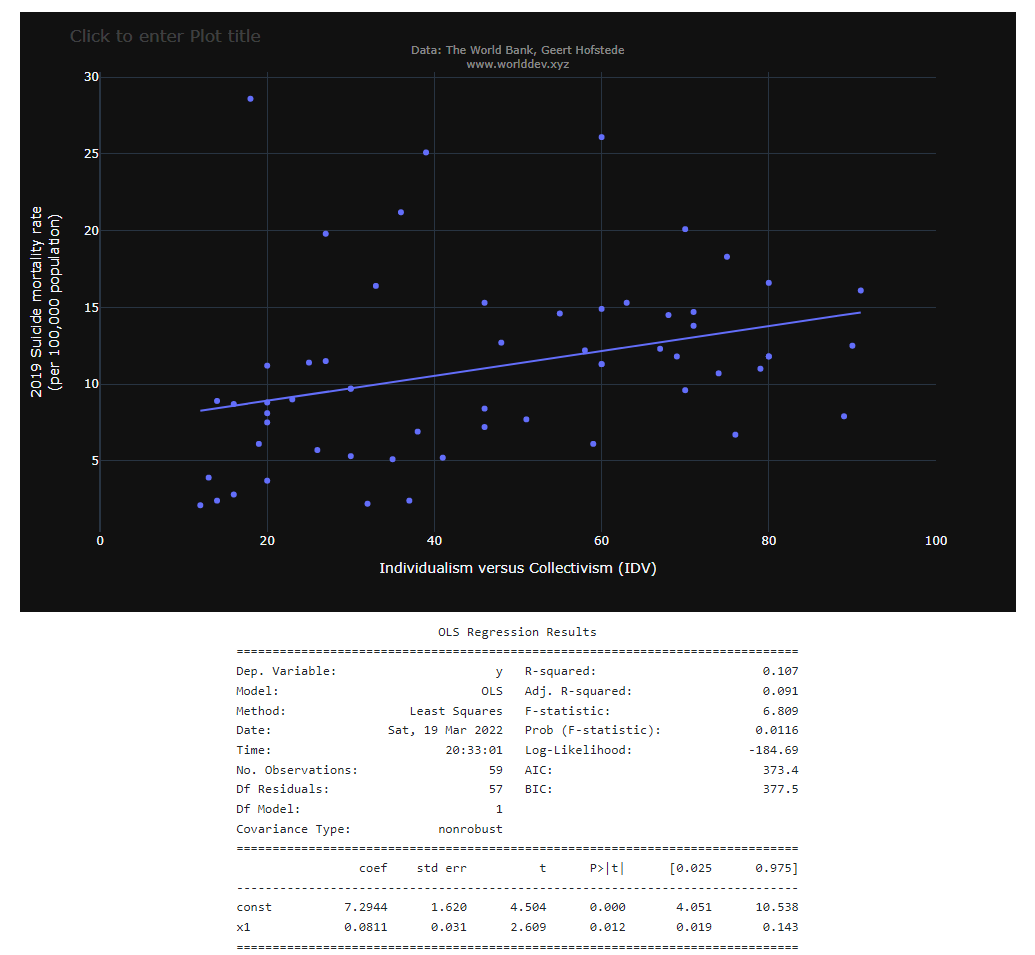 Click to enter Plot title
Data: The World Bank, Geert Hofstede
www.worlddev.xyz
30
25
20
15
10
5
2019 Suicide mortality rate
(per 100,000 population)
0 20 40 60 80 100
Individualism versus Collectivism (IDV)
OLS Regression Results
==============================================================================
Dep. Variable: y R-squared: 0.107
Model: OLS Adj. R-squared: 0.091
Method: Least Squares F-statistic: 6.809
Date: Sat, 19 Mar 2022 Prob (F-statistic): 0.0116
Time: 20:33:01 Log-Likelihood: -184.69
No. Observations: 59 AIC: 373.4
Df Residuals: 57 BIC: 377.5
Df Model: 1
Covariance Type: nonrobust
==============================================================================
coef std err t P>|t| [0.025 0.975]
------------------------------------------------------------------------------
const 7.2944 1.620 4.504 0.000 4.051 10.538
x1 0.0811 0.031 2.609 0.012 0.019 0.143
==============================================================================